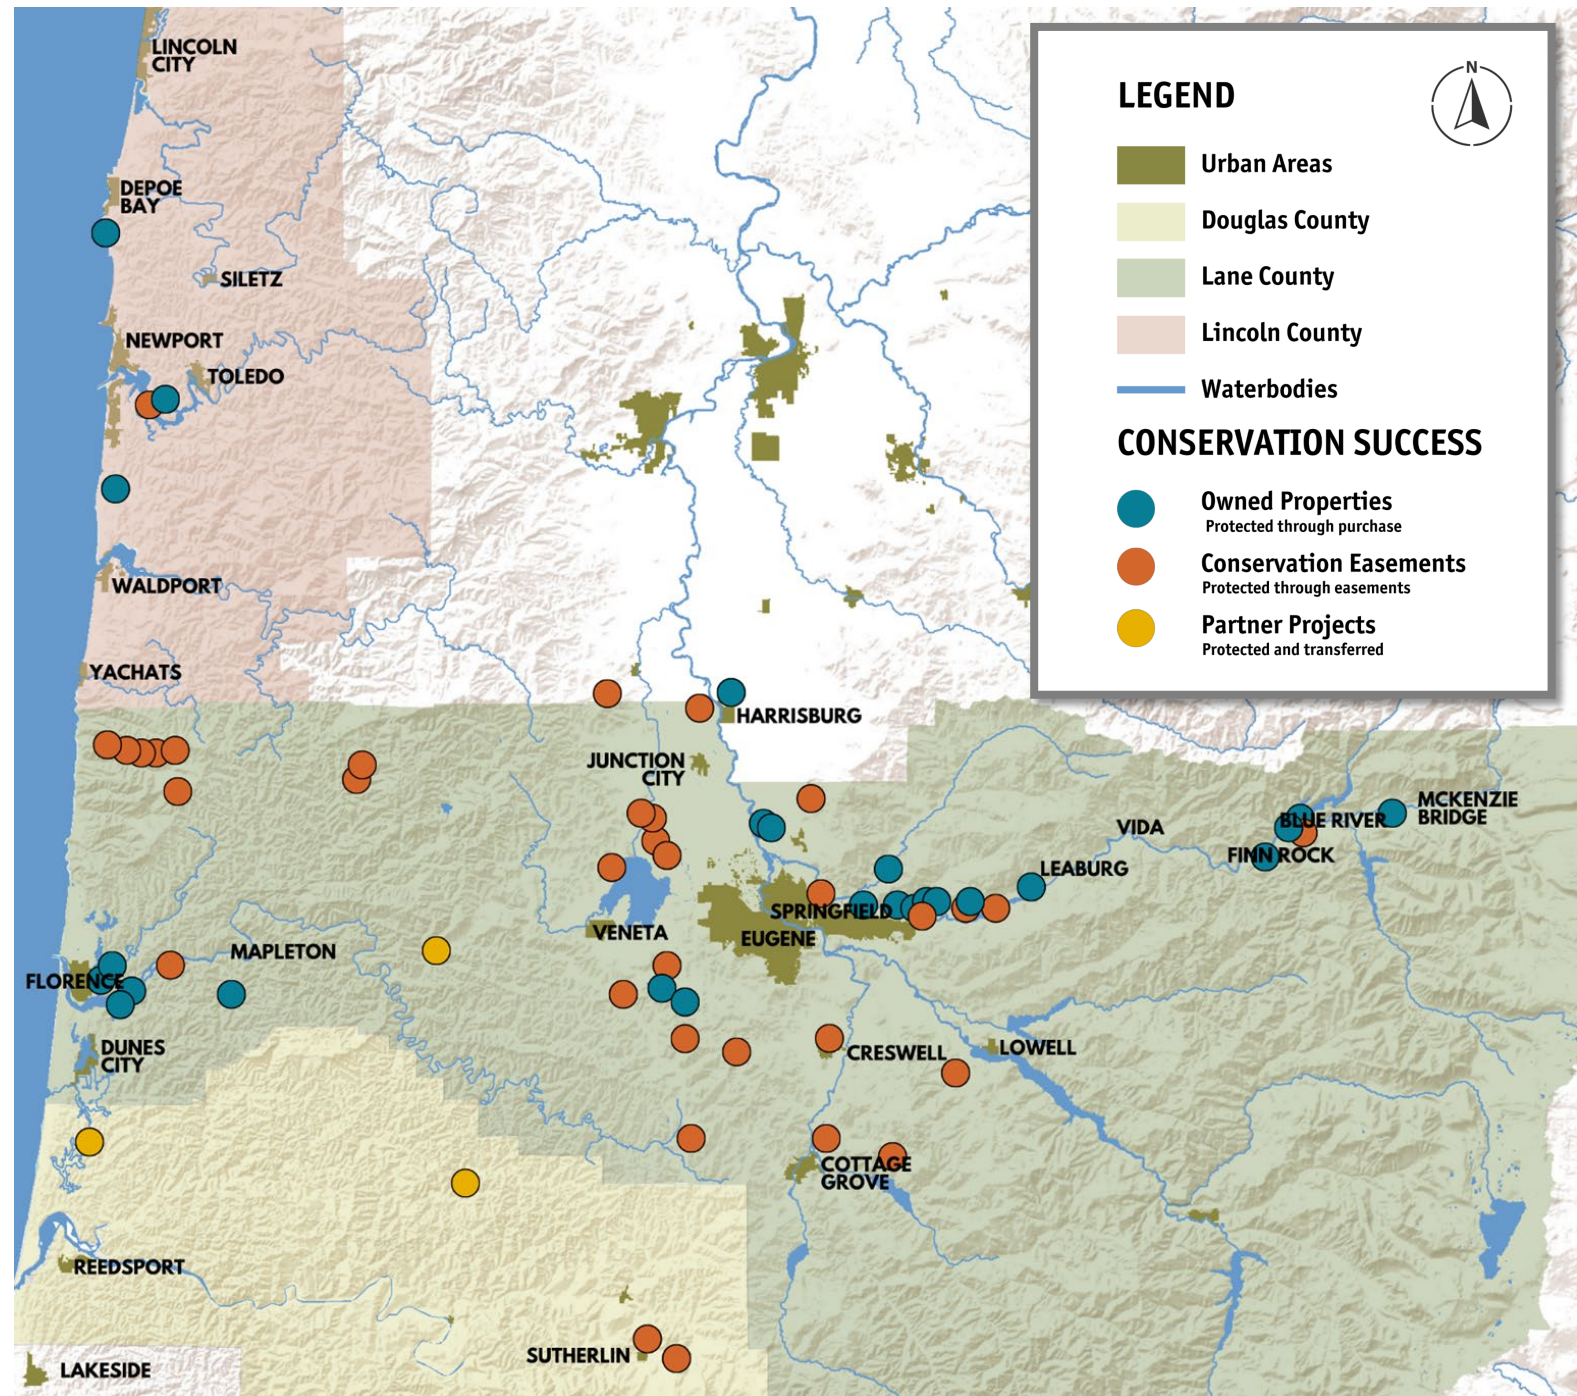 LINCOLN
CITY
DEPOE
BAY
SILETZ
NEWPORT
TOLEDO
WALDPORT
YACHATS
HARRISBURG
JUNCTION
CITY
MCKENZIE
BRIDGE
BLUE RIVER
VIDA
FINN ROCK
LEABURG
SPRINGFIELD
VENETA
EUGENE
MAPLETON
FLORENCE
DUNES
CITY
CRESWELL
LOWELL
COTTAGE
GROVE
REEDSPORT
SUTHERLIN
LAKESIDE
N
LEGEND
Urban Areas
Douglas County
Lane County
Lincoln County
Waterbodies
CONSERVATION SUCCESS
Owned Properties
Protected through purchase
Conservation Easements
Protected through easements
Partner Projects
Protected and transferred